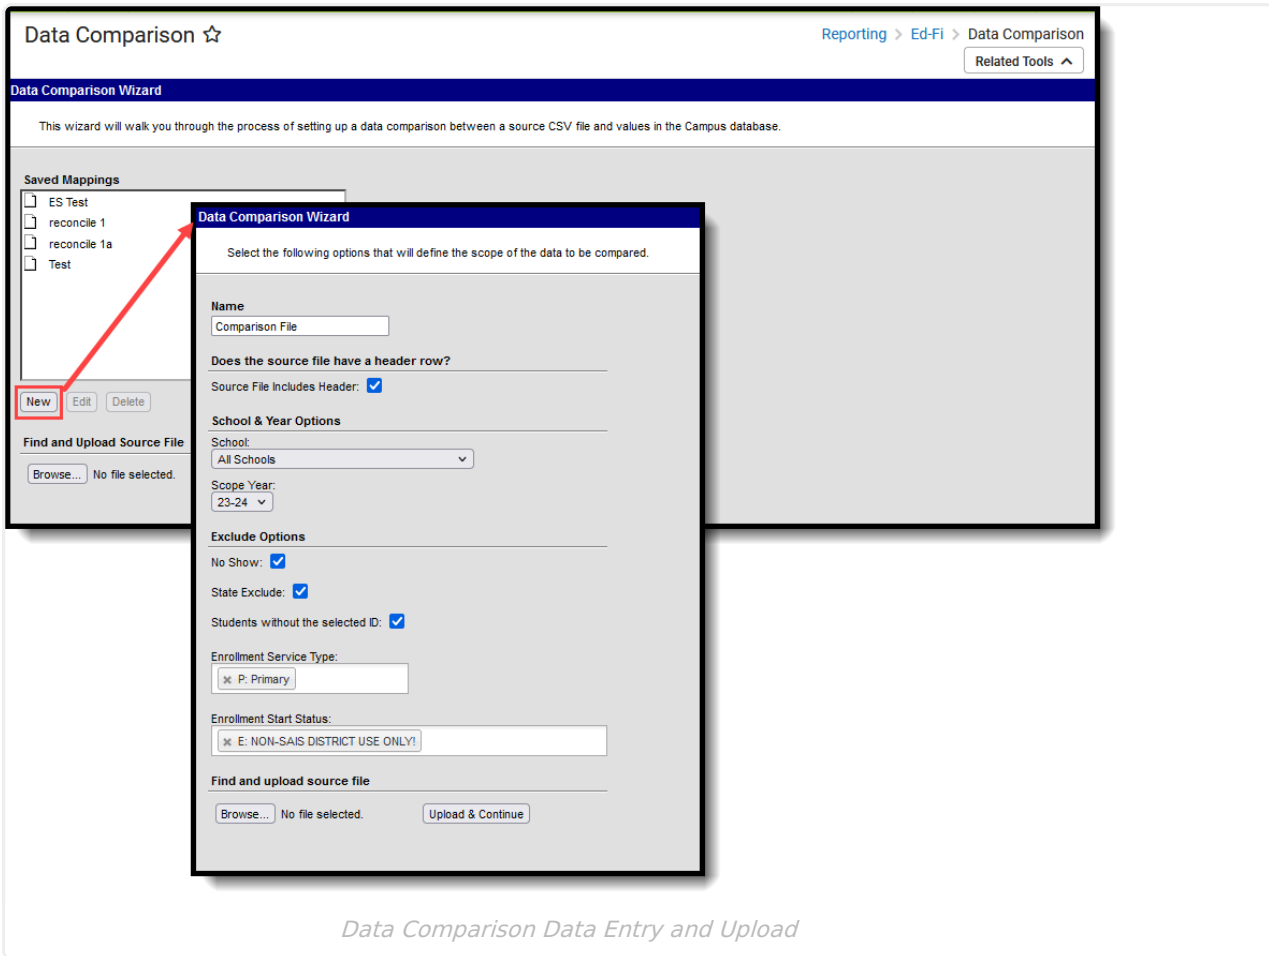 Data Comparison
Reporting > Ed-Fi > Data Comparison
Related Tools
Data Comparison Wizard
This wizard will walk you through the process of setting up a data comparison between a source CSV file and values in the Campus database.
Saved Mappings
ES Test
reconcile 1
reconcile 1a
Test
New Edit Delete
Find and Upload Source File
Browse... No file selected.
Data Comparison Wizard
Select the following options that will define the scope of the data to be compared.
Name
Comparison File
Does the source file have a header row?
Source File Includes Header:
School & Year Options
School:
All Schools
Scope Year:
23-24
Exclude Options
No Show:
State Exclude:
Students without the selected ID:
Enrollment Service Type:
P: Primary
Enrollment Start Status:
E: NON-SAIS DISTRICT USE ONLY!
Find and upload source file
Browse... No file selected. Upload & Continue
Data Comparison Data Entry and Upload